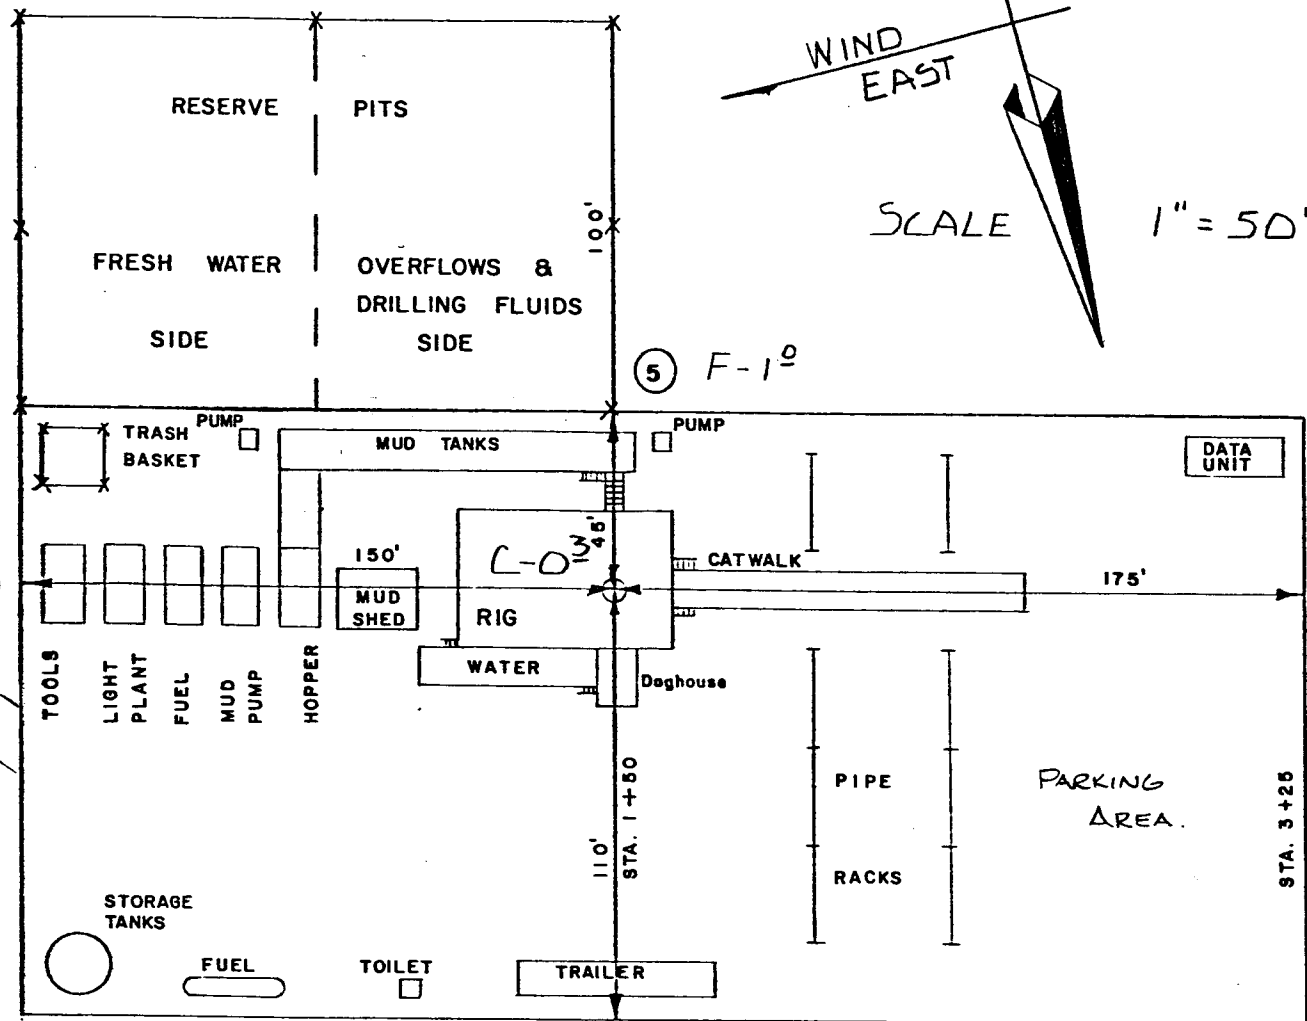 WIND
EAST
RESERVE PITS
SCALE 1" = 50'
100'
FRESH WATER
SIDE
OVERFLOWS &
DRILLING FLUIDS
SIDE
5 F-1º
PUMP
TRASH
BASKET
MUD TANKS
PUMP
DATA
UNIT
45'
C-0
150'
CATWALK
175'
MUD
SHED
RIG
WATER
Doghouse
TOOLS
LIGHT
PLANT
FUEL
MUD
PUMP
HOPPER
110'
STA. 1+50
PIPE
RACKS
PARKING
AREA.
STA. 3+25
STORAGE
TANKS
FUEL
TOILET
TRAILER